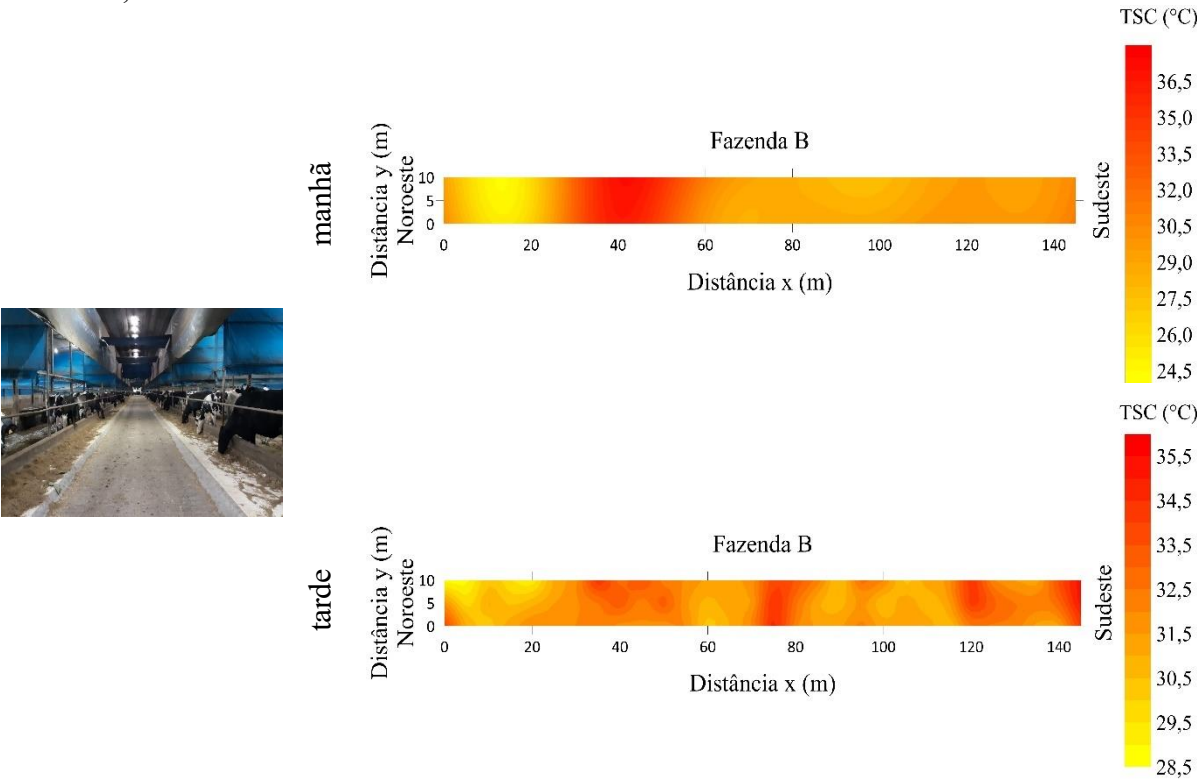 TSC (°C)
36,5
35,0
33,5
32,0
30,5
29,0
27,5
26,0
24,5
manhã
Fazenda B
Distância y (m)
Noroeste
10
5
0
0 20 40 60 80 100 120 140
Sudeste
Distância x (m)
TSC (°C)
35,5
34,5
33,5
32,5
31,5
30,5
29,5
28,5
tarde
Fazenda B
Distância y (m)
Noroeste
10
5
0
0 20 40 60 80 100 120 140
Sudeste
Distância x (m)